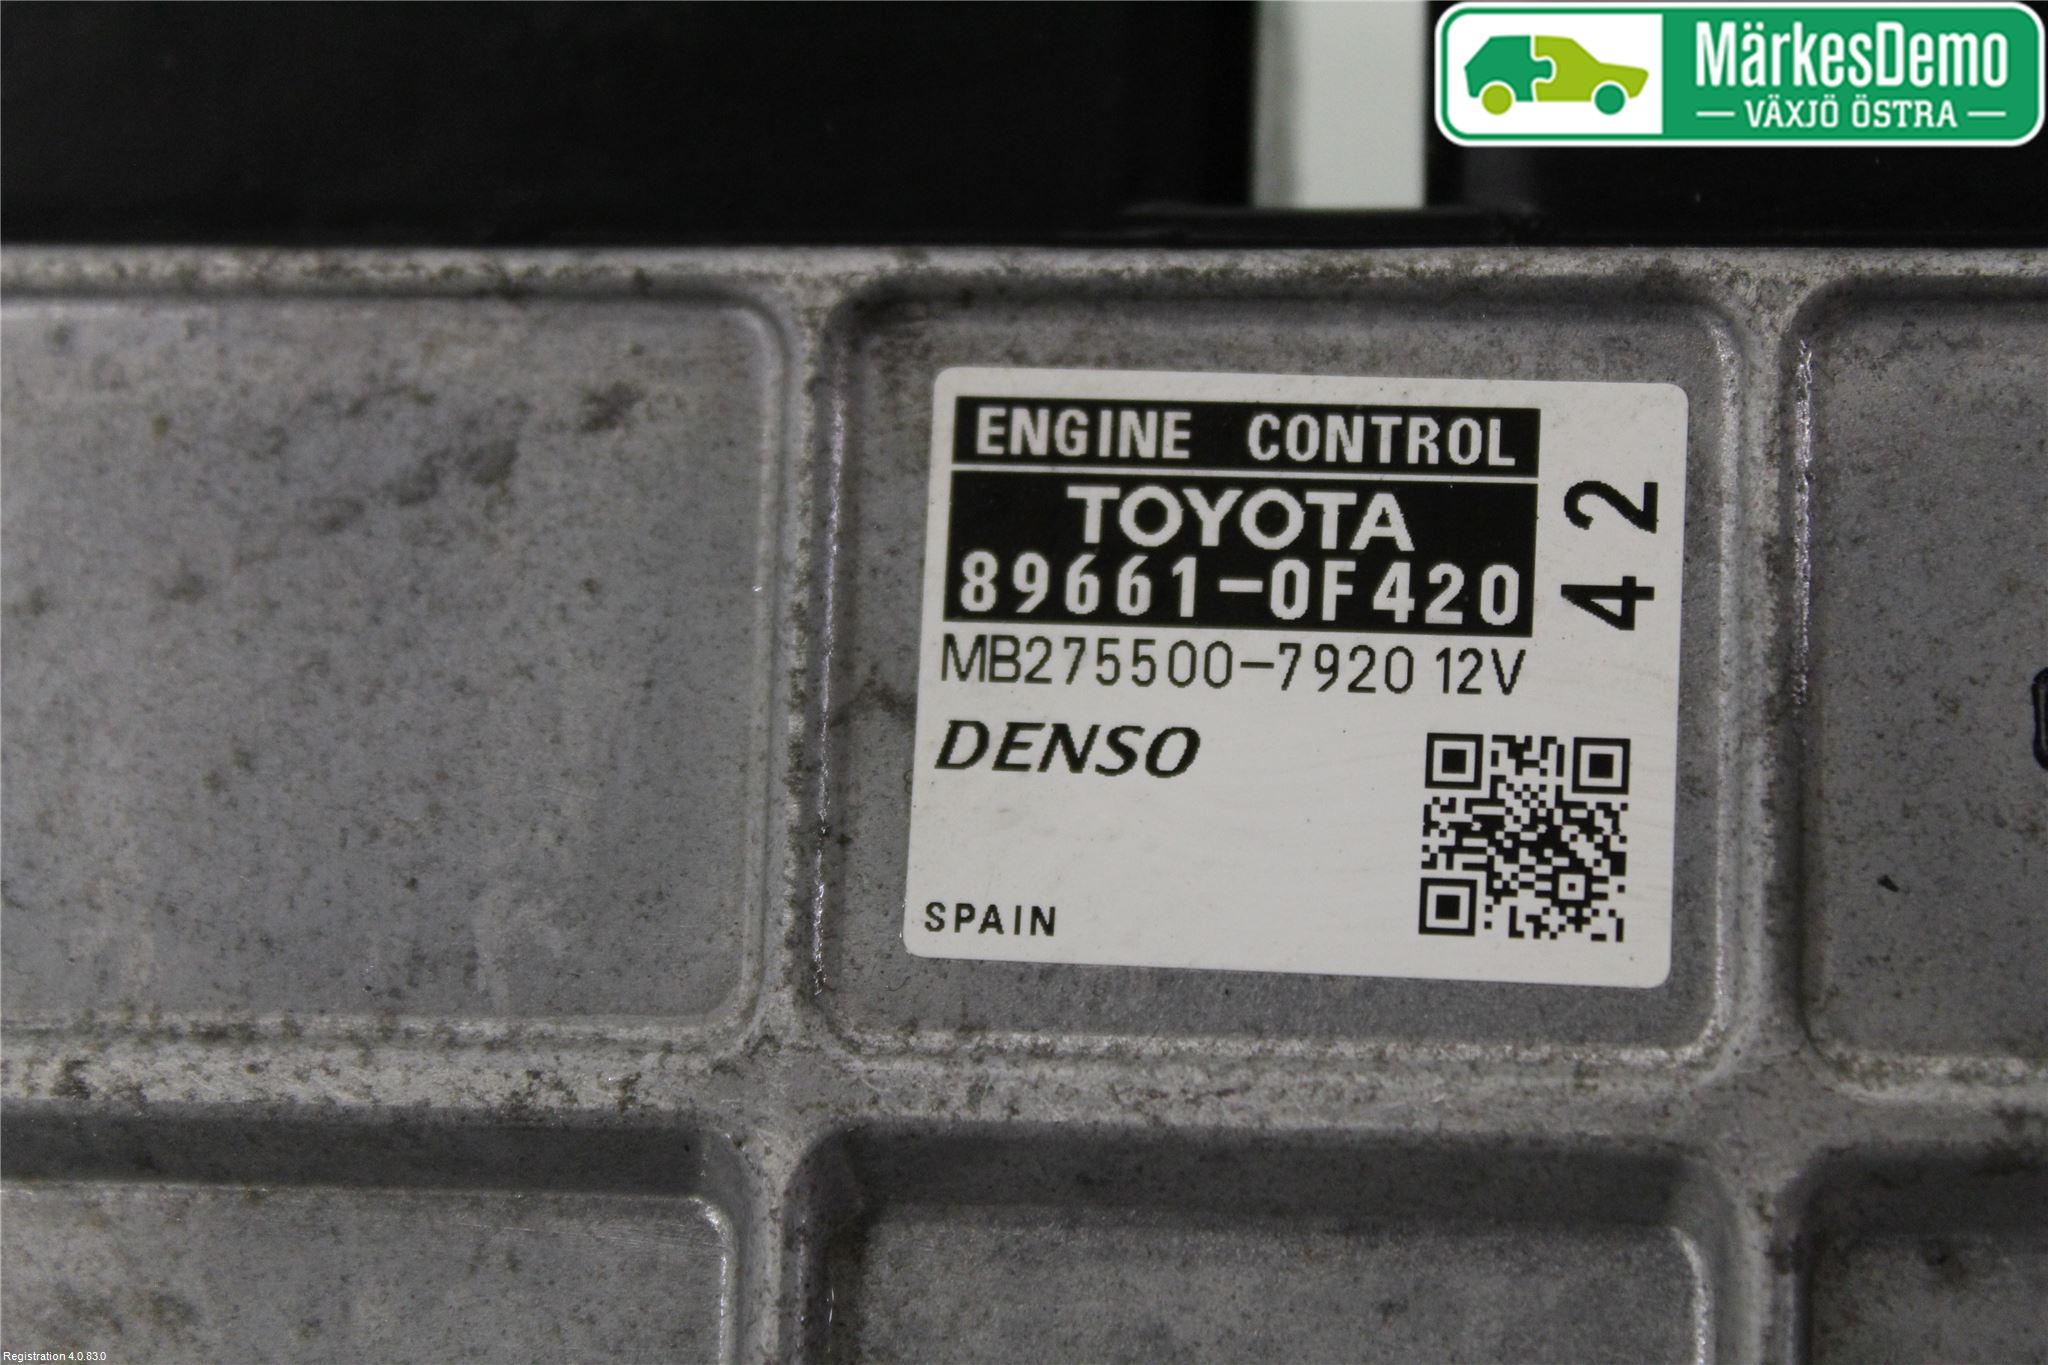 MärkesDemo
— VÄXJÖ ÖSTRA —
ENGINE CONTROL
TOYOTA
89661-0F420
42
MB275500-7920 12V
DENSO
SPAIN
Registration 4.0.83.0